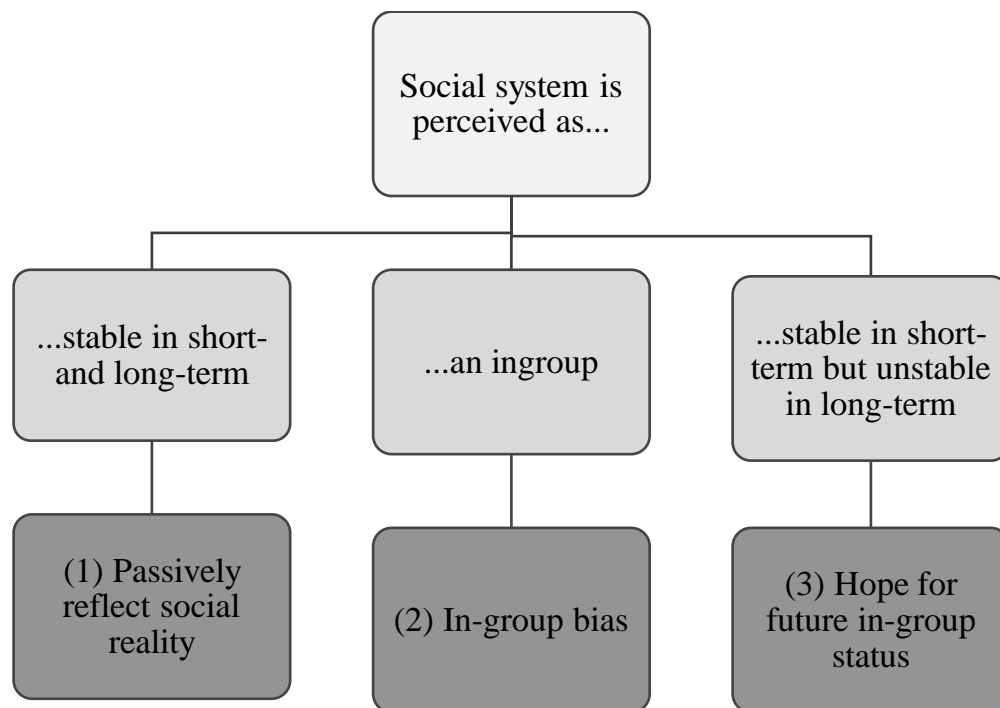 Social system is
perceived as...
...stable in short-
and long-term
...an ingroup
...stable in short-
term but unstable
in long-term
(1) Passively
reflect social
reality
(2) In-group bias
(3) Hope for
future in-group
status